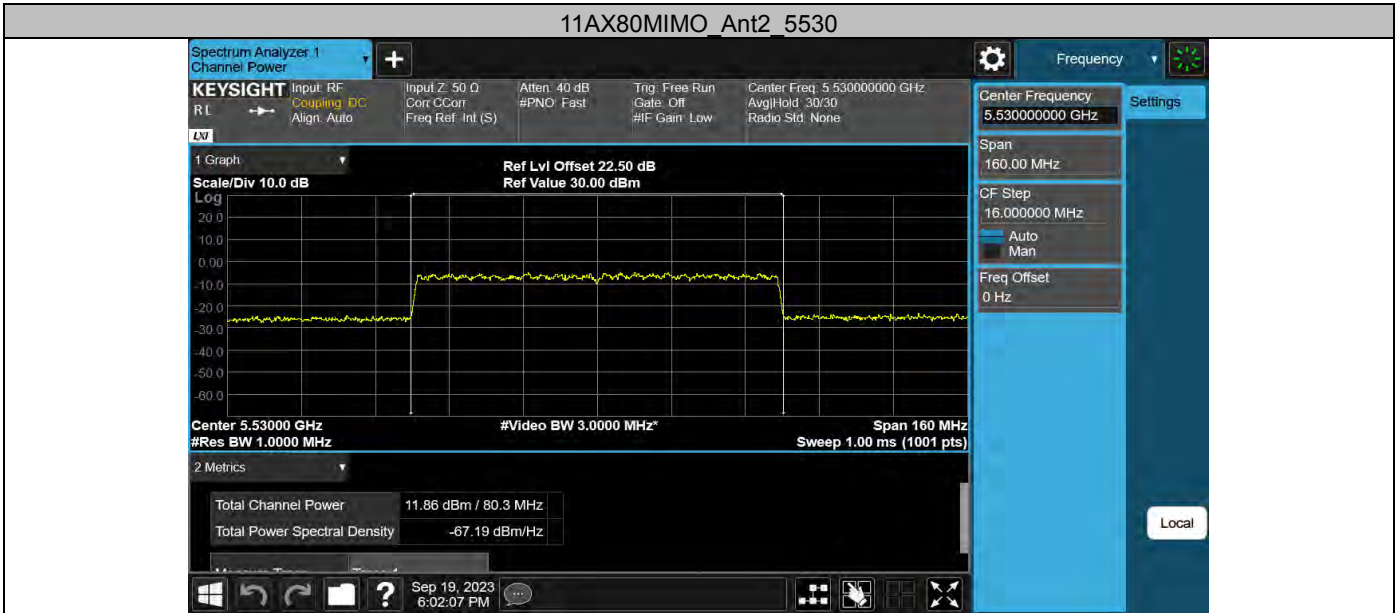 11AX80MIMO_Ant2_5530
Spectrum Analyzer 1
Channel Power
+
Frequency
KEYSIGHT
RL
LXI
Input: RF
Coupling: DC
Align: Auto
Input Z: 50 Ω
Corr CCorr
Freq Ref: Int (S)
Atten: 40 dB
#PNO: Fast
Trig: Free Run
Gate: Off
#IF Gain: Low
Center Freq: 5.530000000 GHz
Avg|Hold: 30/30
Radio Std: None
Center Frequency
5.530000000 GHz
Settings
Span
160.00 MHz
CF Step
16.000000 MHz
Auto
Man
Freq Offset
0 Hz
1 Graph
Ref Lvl Offset 22.50 dB
Scale/Div 10.0 dB
Ref Value 30.00 dBm
Log
20.0
10.0
0.00
-10.0
-20.0
-30.0
-40.0
-50.0
-60.0
Center 5.53000 GHz
#Video BW 3.0000 MHz*
Span 160 MHz
#Res BW 1.0000 MHz
Sweep 1.00 ms (1001 pts)
2 Metrics
Total Channel Power
11.86 dBm / 80.3 MHz
Total Power Spectral Density
-67.19 dBm/Hz
Local
?
Sep 19, 2023
6:02:07 PM